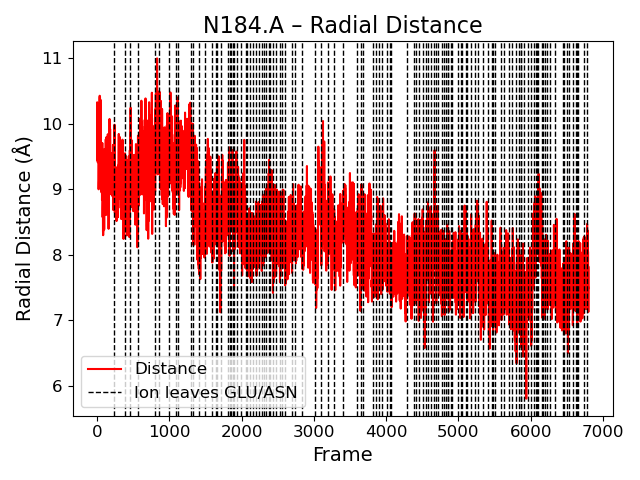 N184.A – Radial Distance
11
10
9
8
7
6
Radial Distance (Å)
Distance
Ion leaves GLU/ASN
0 1000 2000 3000 4000 5000 6000 7000
Frame